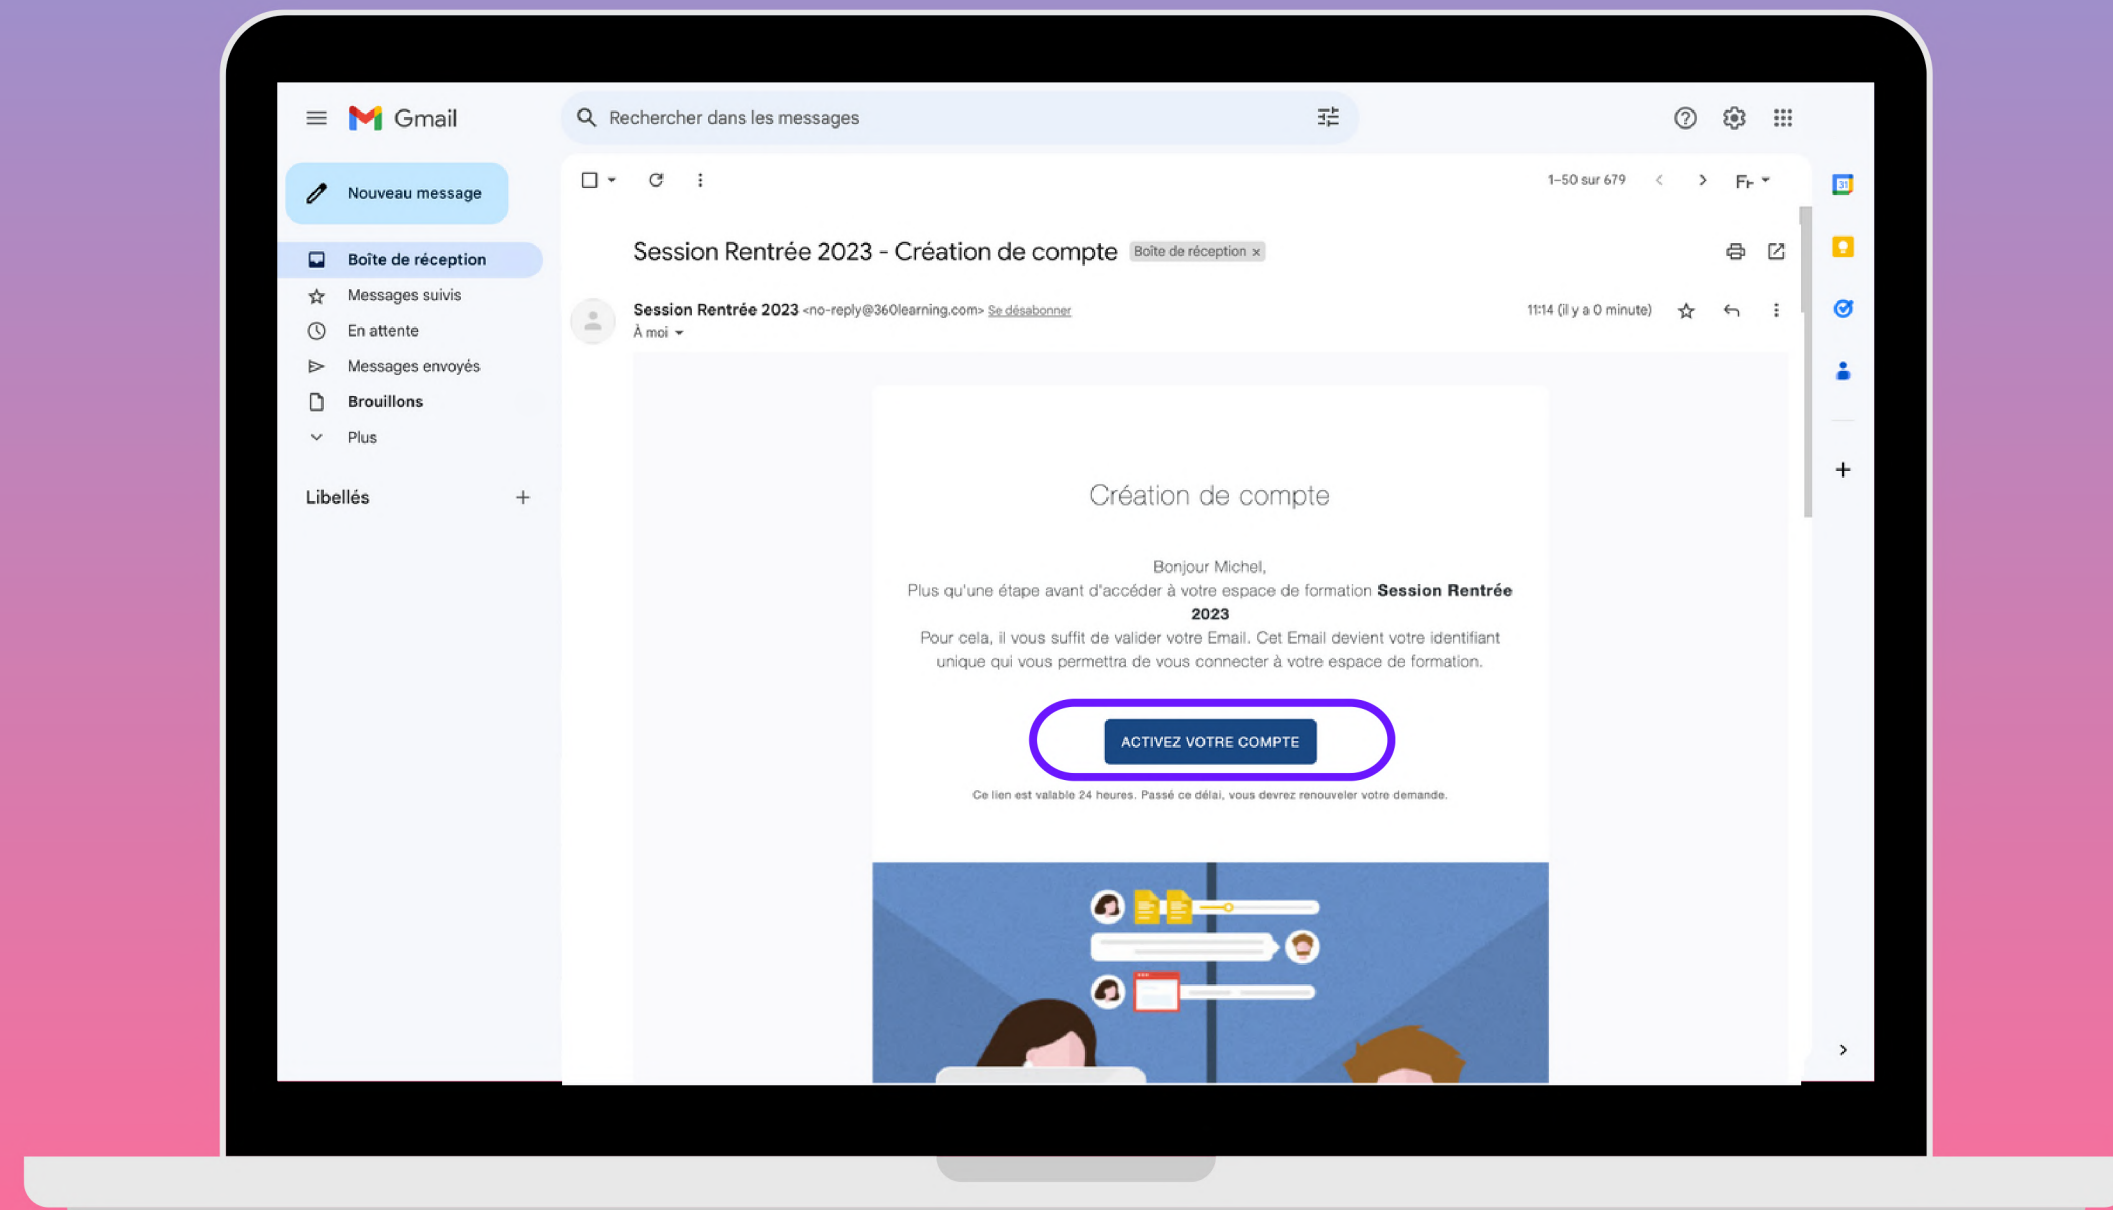 Gmail
Rechercher dans les messages
Nouveau message
1–50 sur 679
Boîte de réception
Messages suivis
En attente
Messages envoyés
Brouillons
Plus
Libellés
31
Session Rentrée 2023 - Création de compte Boîte de réception ×
Session Rentrée 2023 <no-reply@360learning.com> Se désabonner
11:14 (il y a 0 minute)
À moi
Création de compte
Bonjour Michel,
Plus qu'une étape avant d'accéder à votre espace de formation Session Rentrée
2023
Pour cela, il vous suffit de valider votre Email. Cet Email devient votre identifiant
unique qui vous permettra de vous connecter à votre espace de formation.
ACTIVEZ VOTRE COMPTE
Ce lien est valable 24 heures. Passé ce délai, vous devrez renouveler votre demande.